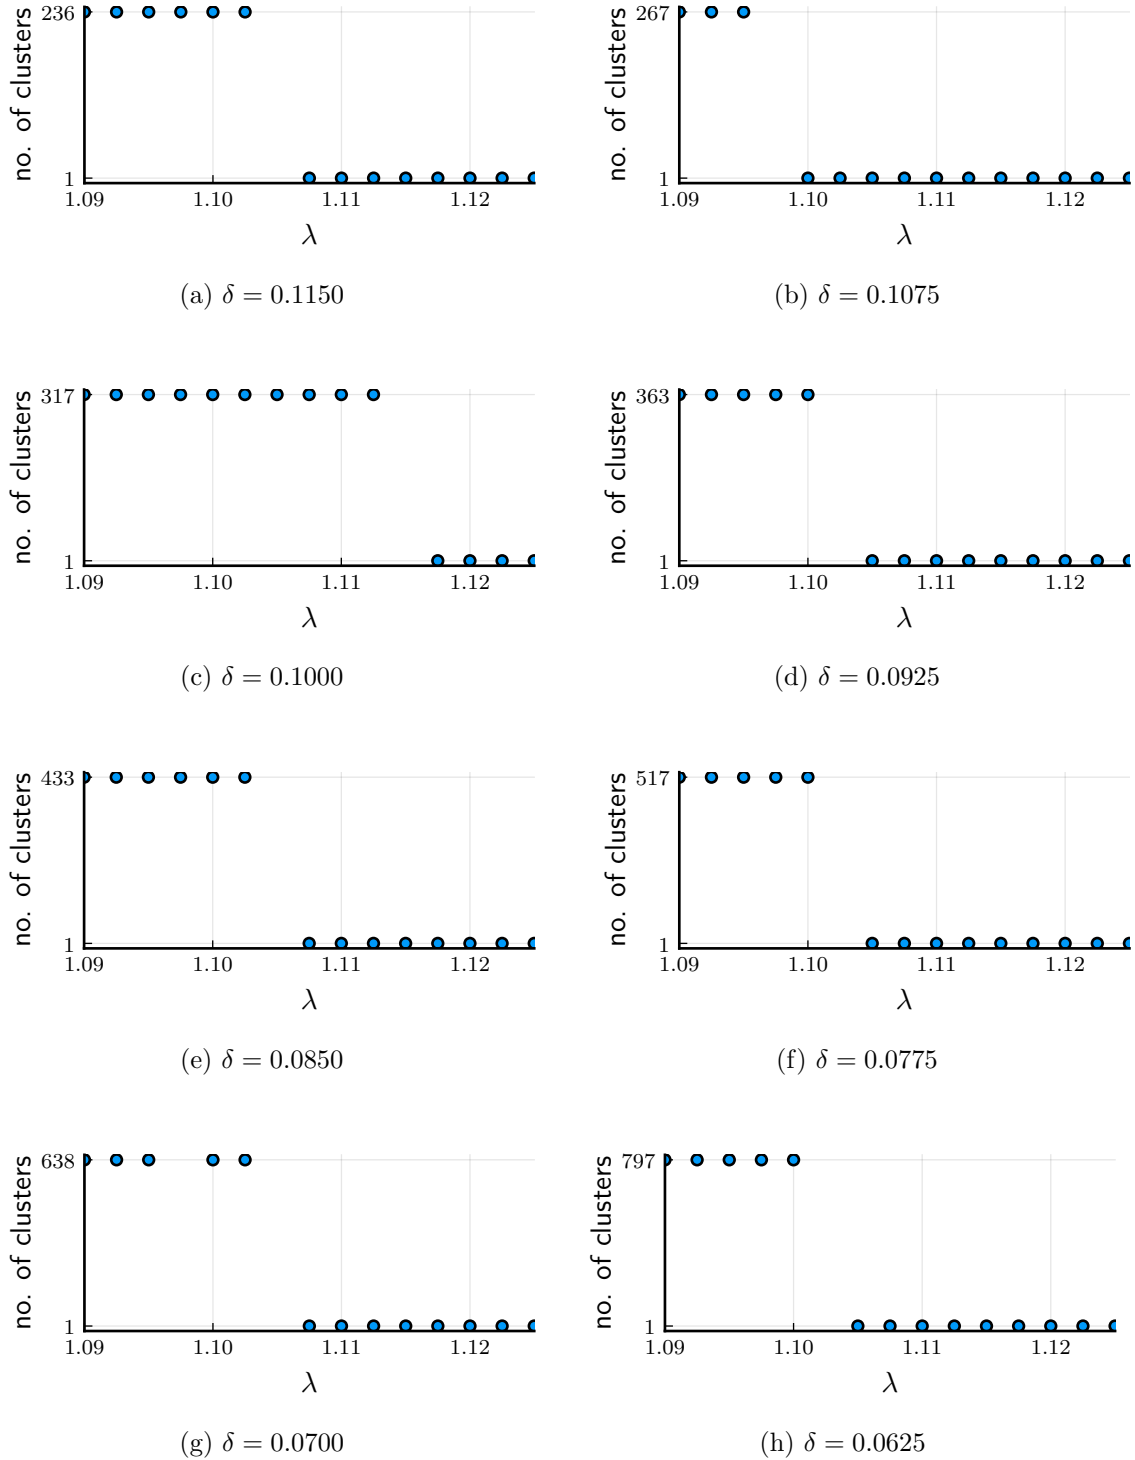 236
no. of clusters
1
1.09 1.10 1.11 1.12
λ
(a) δ = 0.1150
267
no. of clusters
1
1.09 1.10 1.11 1.12
λ
(b) δ = 0.1075
317
no. of clusters
1
1.09 1.10 1.11 1.12
λ
(c) δ = 0.1000
363
no. of clusters
1
1.09 1.10 1.11 1.12
λ
(d) δ = 0.0925
433
no. of clusters
1
1.09 1.10 1.11 1.12
λ
(e) δ = 0.0850
517
no. of clusters
1
1.09 1.10 1.11 1.12
λ
(f) δ = 0.0775
638
no. of clusters
1
1.09 1.10 1.11 1.12
λ
(g) δ = 0.0700
797
no. of clusters
1
1.09 1.10 1.11 1.12
λ
(h) δ = 0.0625